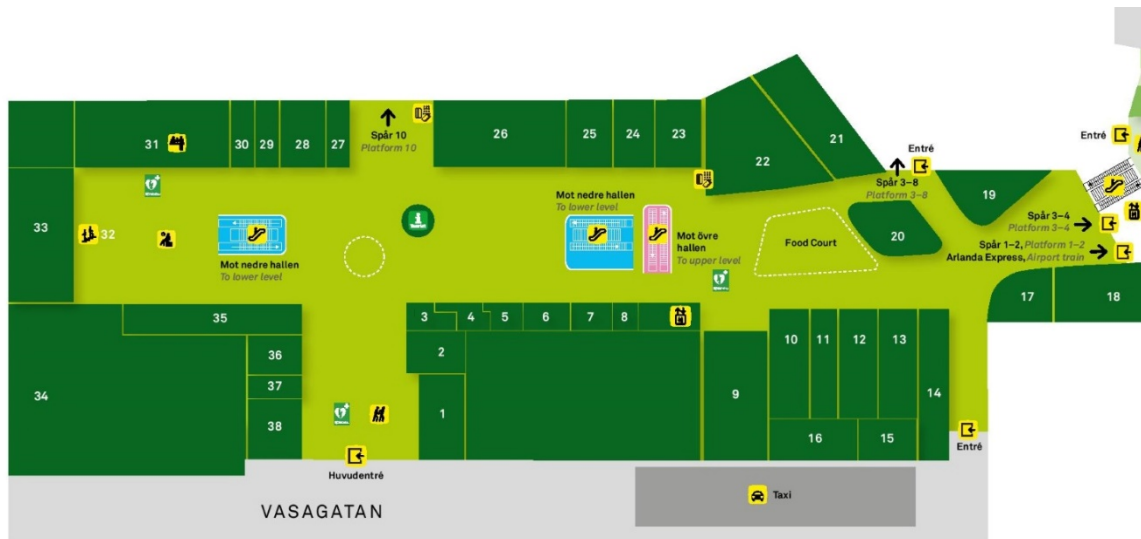 31
30
29
28
27
Spår 10
Platform 10
26
25
24
23
22
21
Entré
Spår 3–8
Platform 3–8
Entré
19
33
32
Mot nedre hallen
To lower level
Mot nedre hallen
To lower level
Mot övre
hallen
To upper level
Food Court
20
Spår 3–4
Platform 3–4
Spår 1–2, Platform 1–2
Arlanda Express, Airport train
17
18
35
3
4
5
6
7
8
34
36
37
38
2
1
9
10
11
12
13
14
16
15
Huvudentré
Entré
VASAGATAN
Taxi